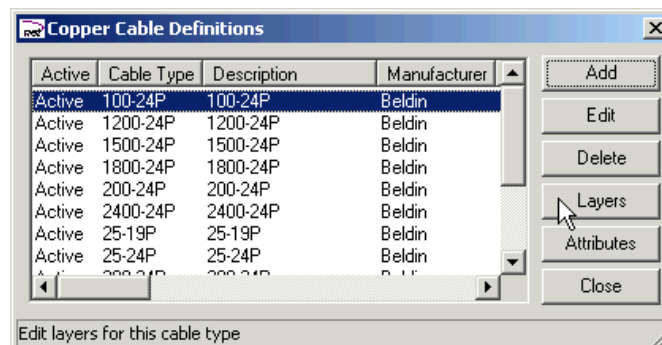 Copper Cable Definitions
Active Cable Type Description Manufacturer
Active 100-24P 100-24P Beldin
Active 1200-24P 1200-24P Beldin
Active 1500-24P 1500-24P Beldin
Active 1800-24P 1800-24P Beldin
Active 200-24P 200-24P Beldin
Active 2400-24P 2400-24P Beldin
Active 25-19P 25-19P Beldin
Active 25-24P 25-24P Beldin
Add
Edit
Delete
Layers
Attributes
Close
Edit layers for this cable type